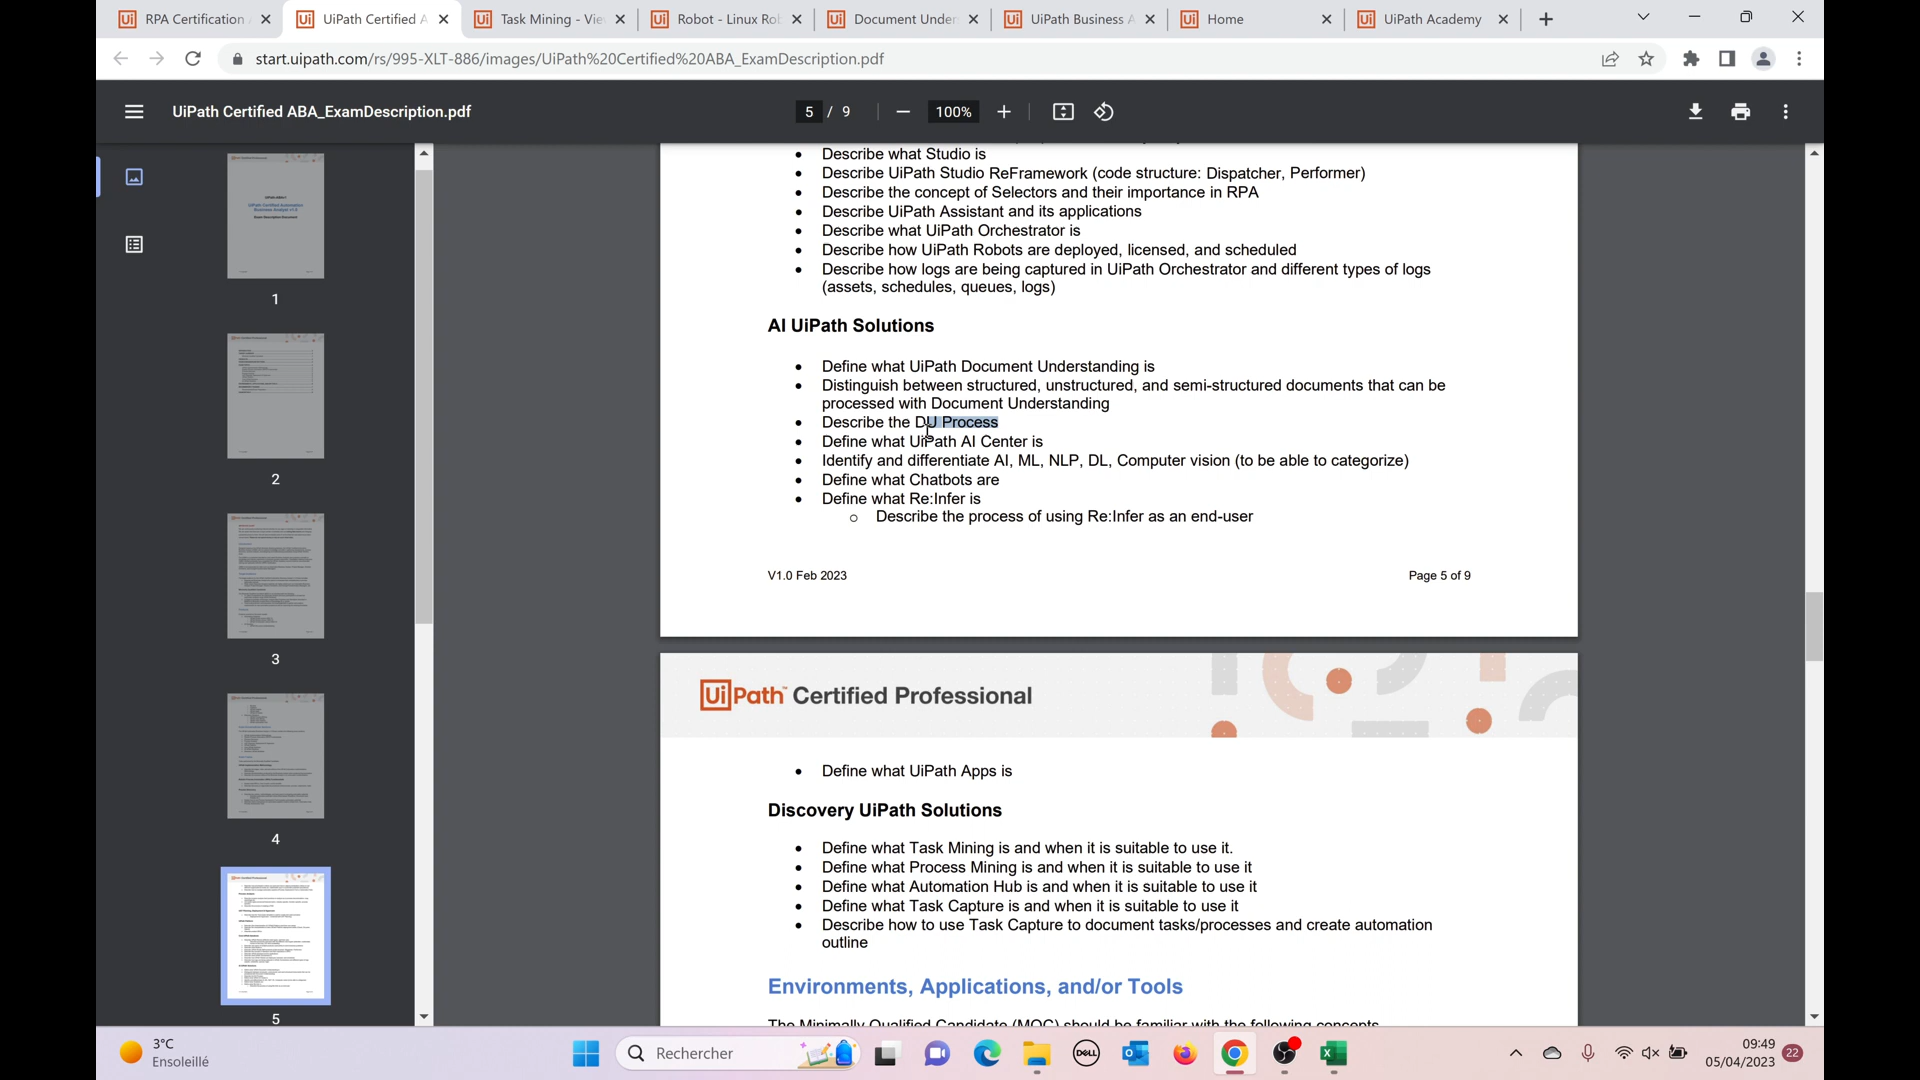 RPA Certification
UiPath Certified A
Task Mining - Vie
Robot - Linux Ro
Document Under
UiPath Business A
Home
UiPath Academy
start.uipath.com/rs/995-XLT-886/images/UiPath%20Certified%20ABA_ExamDescription.pdf
UiPath Certified ABA_ExamDescription.pdf
5 / 9
100%
1
2
3
4
5
• Describe what Studio is
• Describe UiPath Studio ReFramework (code structure: Dispatcher, Performer)
• Describe the concept of Selectors and their importance in RPA
• Describe UiPath Assistant and its applications
• Describe what UiPath Orchestrator is
• Describe how UiPath Robots are deployed, licensed, and scheduled
• Describe how logs are being captured in UiPath Orchestrator and different types of logs
(assets, schedules, queues, logs)
AI UiPath Solutions
• Define what UiPath Document Understanding is
• Distinguish between structured, unstructured, and semi-structured documents that can be
processed with Document Understanding
• Describe the DU Process
• Define what UiPath AI Center is
• Identify and differentiate AI, ML, NLP, DL, Computer vision (to be able to categorize)
• Define what Chatbots are
• Define what Re:Infer is
o Describe the process of using Re:Infer as an end-user
V1.0 Feb 2023
Page 5 of 9
UiPath™ Certified Professional
• Define what UiPath Apps is
Discovery UiPath Solutions
• Define what Task Mining is and when it is suitable to use it.
• Define what Process Mining is and when it is suitable to use it
• Define what Automation Hub is and when it is suitable to use it
• Define what Task Capture is and when it is suitable to use it
• Describe how to use Task Capture to document tasks/processes and create automation
outline
Environments, Applications, and/or Tools
The Minimally Qualified Candidate (MQC) should be familiar with the following concepts
3°C
Ensoleillé
Rechercher
DELL
09:49
05/04/2023
22